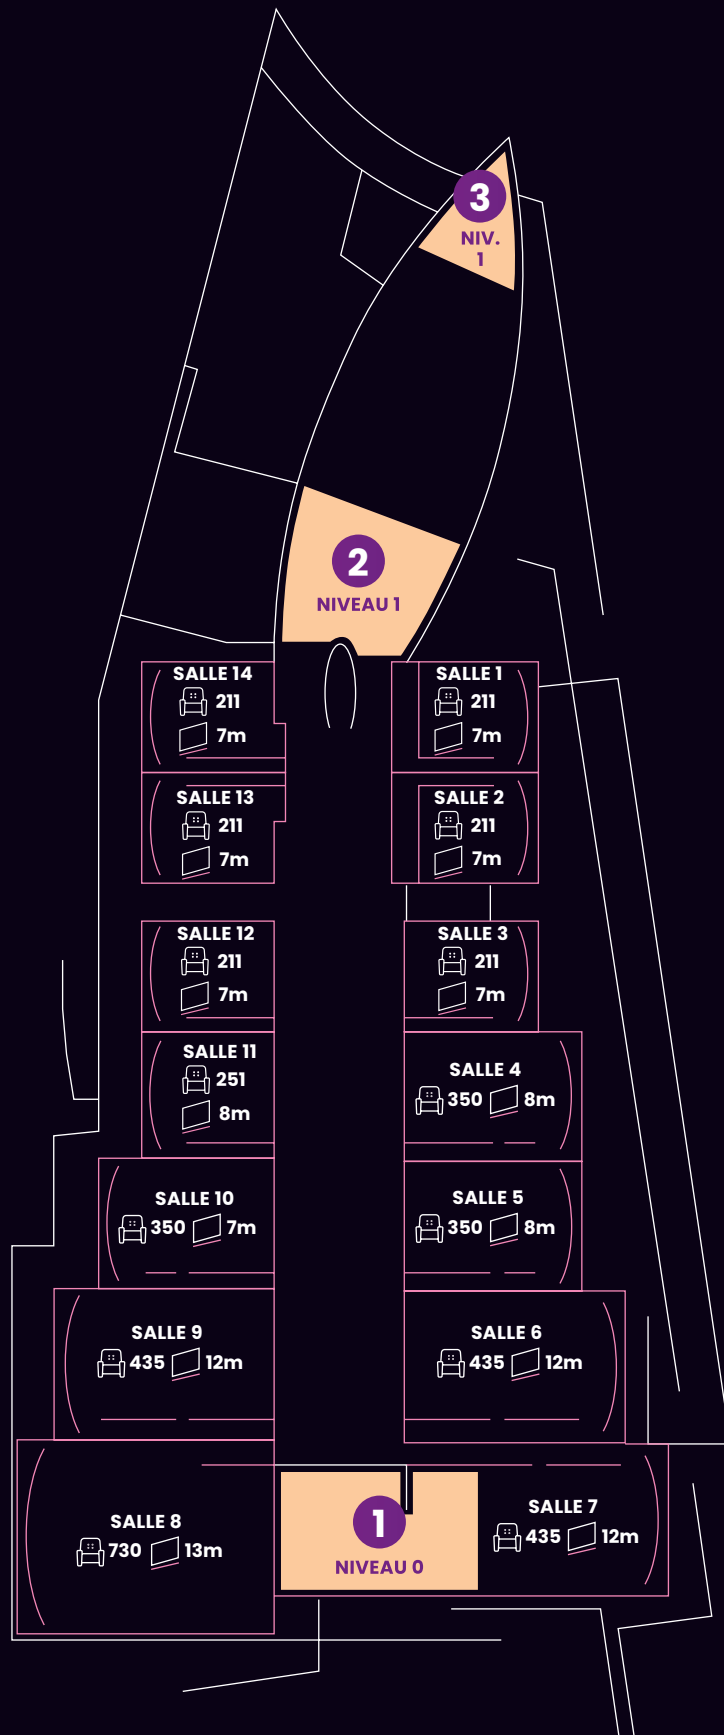 3
NIV.
1
2
NIVEAU 1
SALLE 14
211
7m
SALLE 1
211
7m
SALLE 13
211
7m
SALLE 2
211
7m
SALLE 12
211
7m
SALLE 3
211
7m
SALLE 11
251
8m
SALLE 4
350 8m
SALLE 10
350 7m
SALLE 5
350 8m
SALLE 9
435 12m
SALLE 6
435 12m
SALLE 8
730 13m
1
NIVEAU 0
SALLE 7
435 12m